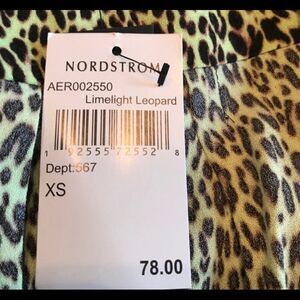 NORDSTROM
AER002550
Limelight Leopard
1 92555 72552 8
Dept:567
XS
78.00